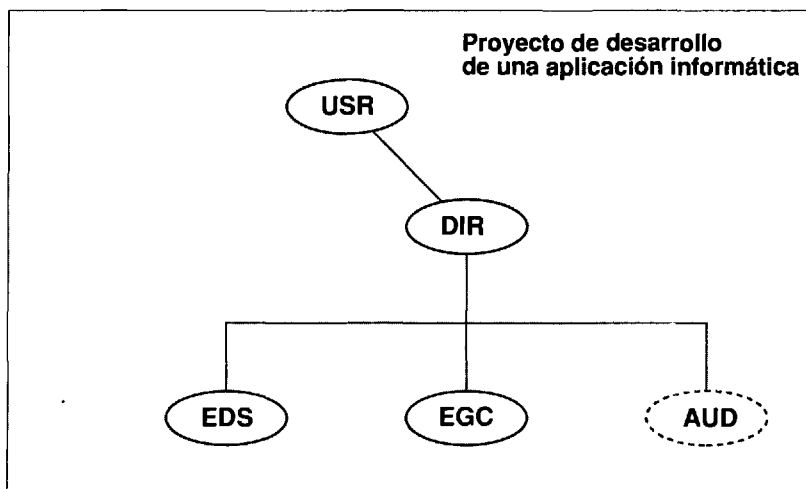 Proyecto de desarrollo
de una aplicación informática
USR
DIR
EDS
EGC
AUD